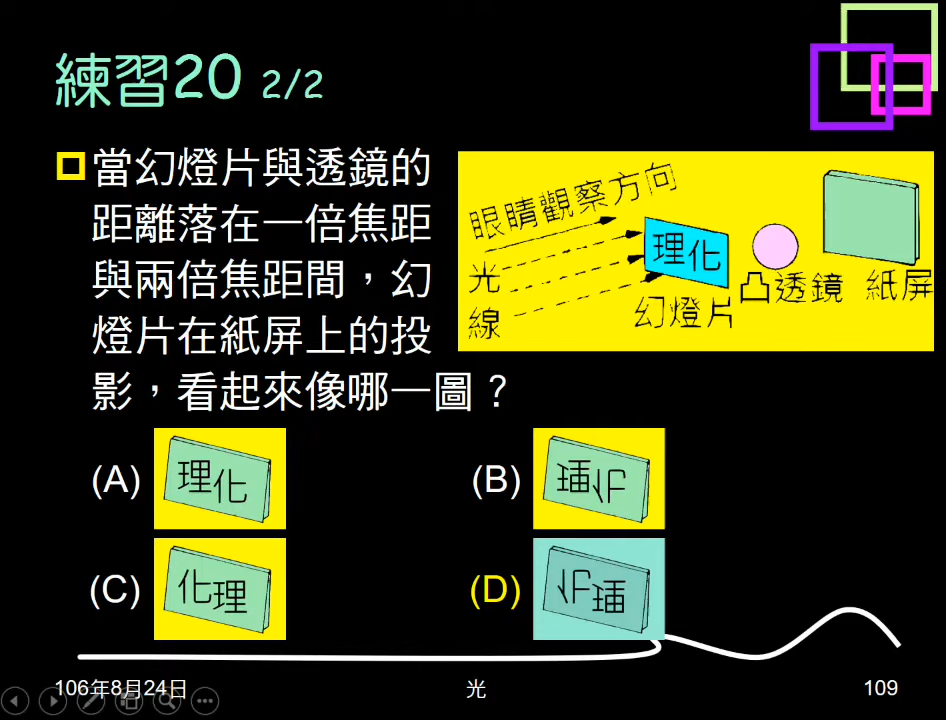 練習20 2/2
當幻燈片與透鏡的
距離落在一倍焦距
與兩倍焦距間，幻
燈片在紙屏上的投
影，看起來像哪一圖？
眼睛觀察方向
光
線
理化
幻燈片
凸透鏡
紙屏
(A) 理化
(B)
(C) 化理
(D)
106年8月24日
光
109